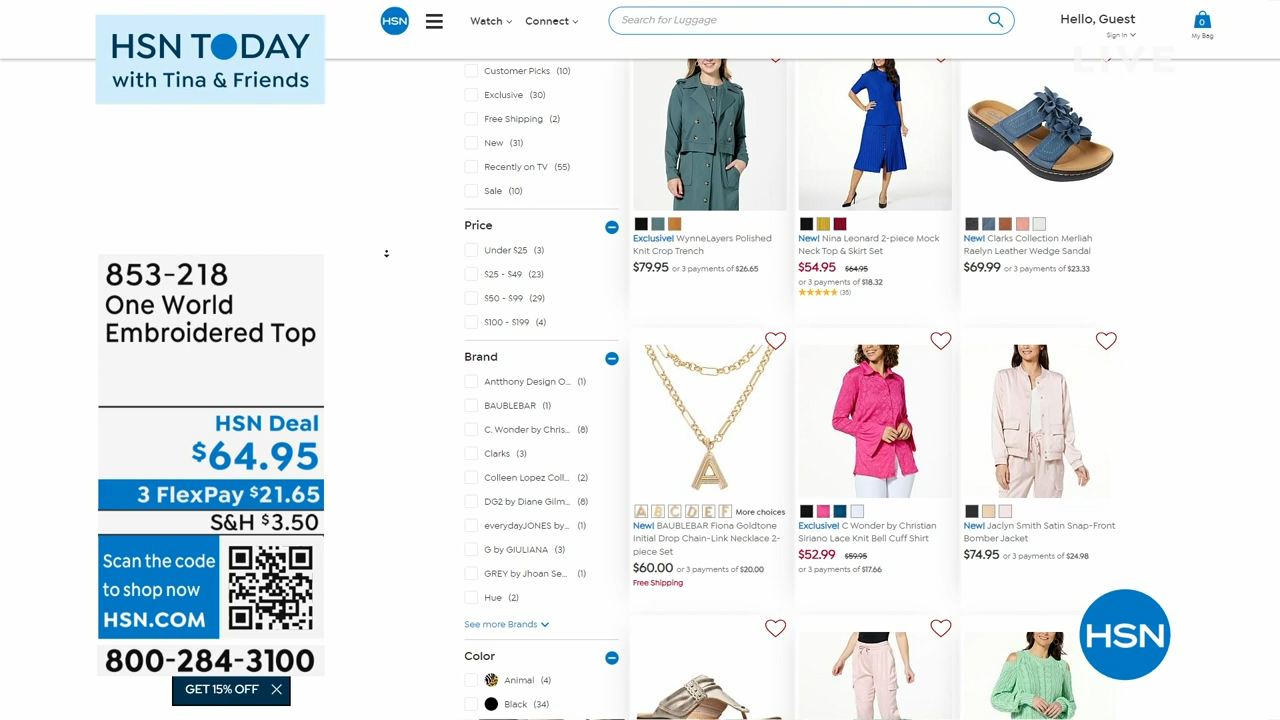 HSN TODAY
with Tina & Friends
853-218
One World
Embroidered Top
HSN Deal
$64.95
3 FlexPay $21.65
S&H $3.50
Scan the code
to shop now
HSN.COM
800-284-3100
GET 15% OFF
HSN
Watch
Connect
Search for Luggage
Hello, Guest
Sign In
0
My Bag
LIVE
Customer Picks (10)
Exclusive (30)
Free Shipping (2)
New (31)
Recently on TV (55)
Sale (10)
Price
Under $25 (3)
$25 - $49 (23)
$50 - $99 (29)
$100 - $199 (4)
Brand
Antthony Design O... (1)
BAUBLEBAR (1)
C. Wonder by Chris... (8)
Clarks (3)
Colleen Lopez Coll... (2)
DG2 by Diane Gilm... (8)
everydayJONES by... (1)
G by GIULIANA (3)
GREY by Jhoan Se... (1)
Hue (2)
See more Brands
Color
Animal (4)
Black (34)
Exclusive! WynneLayers Polished
Knit Crop Trench
$79.95 or 3 payments of $26.65
New! Nina Leonard 2-piece Mock
Neck Top & Skirt Set
$54.95 $64.95
or 3 payments of $18.32
(35)
New! Clarks Collection Merliah
Raelyn Leather Wedge Sandal
$69.99 or 3 payments of $23.33
A B C D E F More choices
New! BAUBLEBAR Fiona Goldtone
Initial Drop Chain-Link Necklace 2-
piece Set
$60.00 or 3 payments of $20.00
Free Shipping
Exclusive! C Wonder by Christian
Siriano Lace Knit Bell Cuff Shirt
$52.99 $59.95
or 3 payments of $17.66
New! Jaclyn Smith Satin Snap-Front
Bomber Jacket
$74.95 or 3 payments of $24.98
HSN